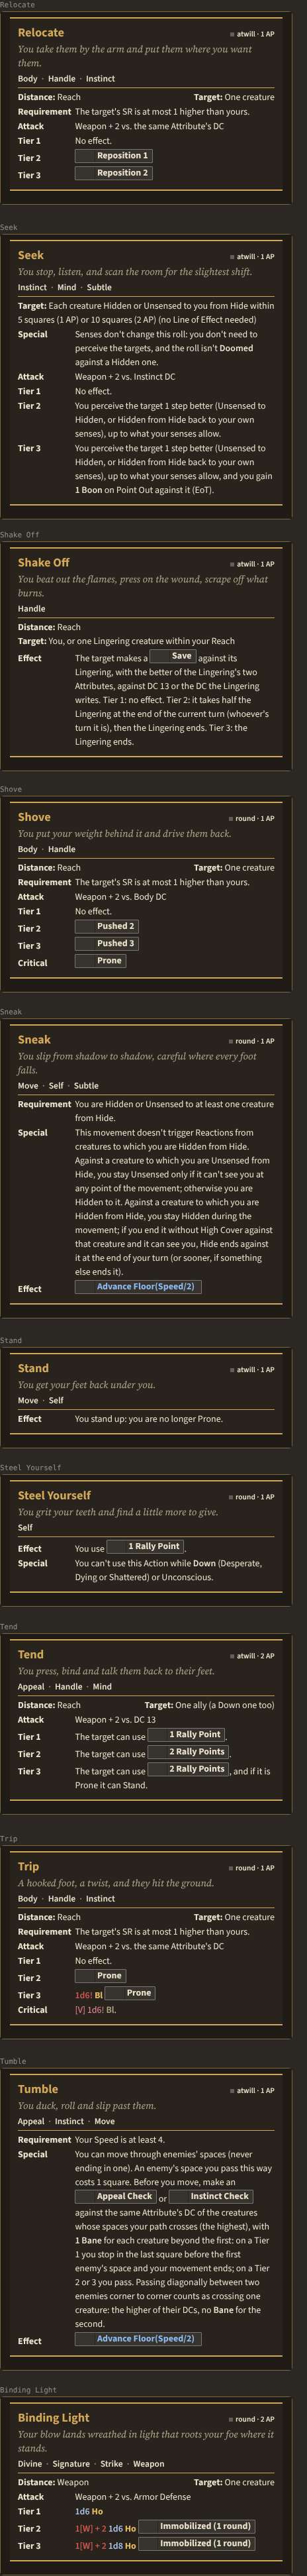 Relocate
Relocate atwill · 1 AP
You take them by the arm and put them where you want
them.
Body · Handle · Instinct
Distance: Reach Target: One creature
Requirement The target's SR is at most 1 higher than yours.
Attack Weapon + 2 vs. the same Attribute's DC
Tier 1 No effect.
Tier 2 Reposition 1
Tier 3 Reposition 2
Seek
Seek atwill · 1 AP
You stop, listen, and scan the room for the slightest shift.
Instinct · Mind · Subtle
Target: Each creature Hidden or Unsensed to you from Hide within
5 squares (1 AP) or 10 squares (2 AP) (no Line of Effect needed)
Special Senses don't change this roll: you don't need to
perceive the targets, and the roll isn't Doomed
against a Hidden one.
Attack Weapon + 2 vs. Instinct DC
Tier 1 No effect.
Tier 2 You perceive the target 1 step better (Unsensed to
Hidden, or Hidden from Hide back to your own
senses), up to what your senses allow.
Tier 3 You perceive the target 1 step better (Unsensed to
Hidden, or Hidden from Hide back to your own
senses), up to what your senses allow, and you gain
1 Boon on Point Out against it (EoT).
Shake Off
Shake Off atwill · 1 AP
You beat out the flames, press on the wound, scrape off what
burns.
Handle
Distance: Reach
Target: You, or one Lingering creature within your Reach
Effect The target makes a Save against its
Lingering, with the better of the Lingering's two
Attributes, against DC 13 or the DC the Lingering
writes. Tier 1: no effect. Tier 2: it takes half the
Lingering at the end of the current turn (whoever's
turn it is), then the Lingering ends. Tier 3: the
Lingering ends.
Shove
Shove round · 1 AP
You put your weight behind it and drive them back.
Body · Handle
Distance: Reach Target: One creature
Requirement The target's SR is at most 1 higher than yours.
Attack Weapon + 2 vs. Body DC
Tier 1 No effect.
Tier 2 Pushed 2
Tier 3 Pushed 3
Critical Prone
Sneak
Sneak round · 1 AP
You slip from shadow to shadow, careful where every foot
falls.
Move · Self · Subtle
Requirement You are Hidden or Unsensed to at least one creature
from Hide.
Special This movement doesn't trigger Reactions from
creatures to which you are Hidden from Hide.
Against a creature to which you are Unsensed from
Hide, you stay Unsensed only if it can't see you at
any point of the movement; otherwise you are
Hidden to it. Against a creature to which you are
Hidden from Hide, you stay Hidden during the
movement; if you end it without High Cover against
that creature and it can see you, Hide ends against
it at the end of your turn (or sooner, if something
else ends it).
Effect Advance Floor(Speed/2)
Stand
Stand atwill · 1 AP
You get your feet back under you.
Move · Self
Effect You stand up: you are no longer Prone.
Steel Yourself
Steel Yourself round · 1 AP
You grit your teeth and find a little more to give.
Self
Effect You use 1 Rally Point.
Special You can't use this Action while Down (Desperate,
Dying or Shattered) or Unconscious.
Tend
Tend atwill · 2 AP
You press, bind and talk them back to their feet.
Appeal · Handle · Mind
Distance: Reach Target: One ally (a Down one too)
Attack Weapon + 2 vs. DC 13
Tier 1 The target can use 1 Rally Point.
Tier 2 The target can use 2 Rally Points.
Tier 3 The target can use 2 Rally Points, and if it is
Prone it can Stand.
Trip
Trip round · 1 AP
A hooked foot, a twist, and they hit the ground.
Body · Handle · Instinct
Distance: Reach Target: One creature
Requirement The target's SR is at most 1 higher than yours.
Attack Weapon + 2 vs. the same Attribute's DC
Tier 1 No effect.
Tier 2 Prone
Tier 3 1d6! Bl Prone
Critical [V] 1d6! Bl.
Tumble
Tumble atwill · 1 AP
You duck, roll and slip past them.
Appeal · Instinct · Move
Requirement Your Speed is at least 4.
Special You can move through enemies' spaces (never
ending in one). An enemy's space you pass this way
costs 1 square. Before you move, make an
Appeal Check or Instinct Check
against the same Attribute's DC of the creatures
whose spaces your path crosses (the highest), with
1 Bane for each creature beyond the first: on a Tier
1 you stop in the last square before the first
enemy's space and your movement ends; on a Tier
2 or 3 you pass. Passing diagonally between two
enemies corner to corner counts as crossing one
creature: the higher of their DCs, no Bane for the
second.
Effect Advance Floor(Speed/2)
Binding Light
Binding Light round · 2 AP
Your blow lands wreathed in light that roots your foe where it
stands.
Divine · Signature · Strike · Weapon
Distance: Weapon Target: One creature
Attack Weapon + 2 vs. Armor Defense
Tier 1 1d6 Ho
Tier 2 1[W] + 2 1d6 Ho Immobilized (1 round)
Tier 3 1[W] + 2 1d8 Ho Immobilized (1 round)